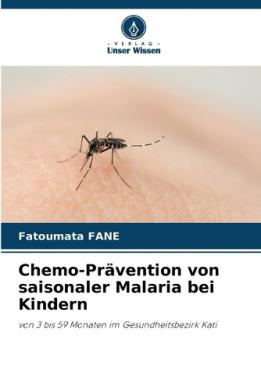 - VERLAG -
Unser Wissen
Fatoumata FANE
Chemo-Prävention von
saisonaler Malaria bei
Kindern
von 3 bis 59 Monaten im Gesundheitsbezirk Kati